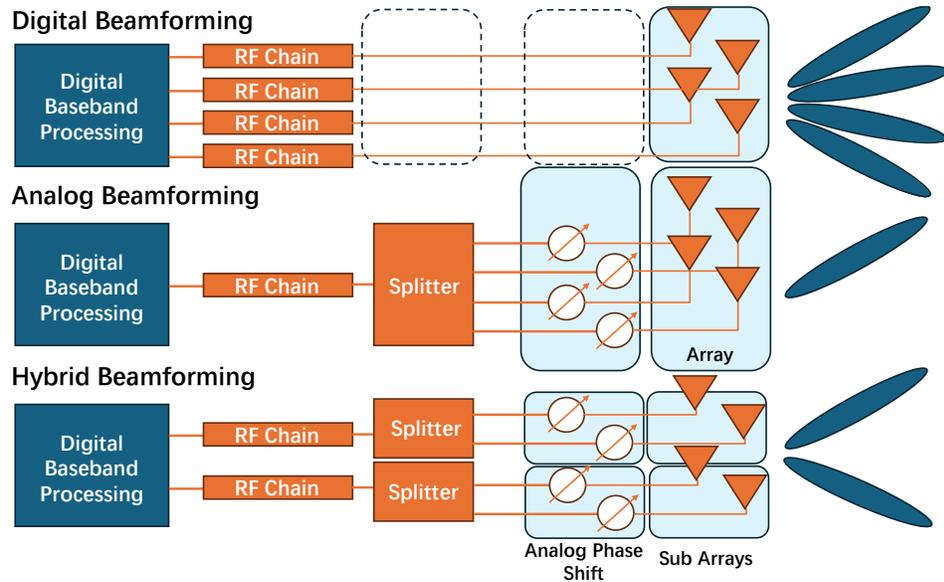 Digital Beamforming
Digital
Baseband
Processing
RF Chain
RF Chain
RF Chain
RF Chain
Analog Beamforming
Digital
Baseband
Processing
RF Chain
Splitter
Array
Hybrid Beamforming
Digital
Baseband
Processing
RF Chain
RF Chain
Splitter
Splitter
Analog Phase
Shift
Sub Arrays